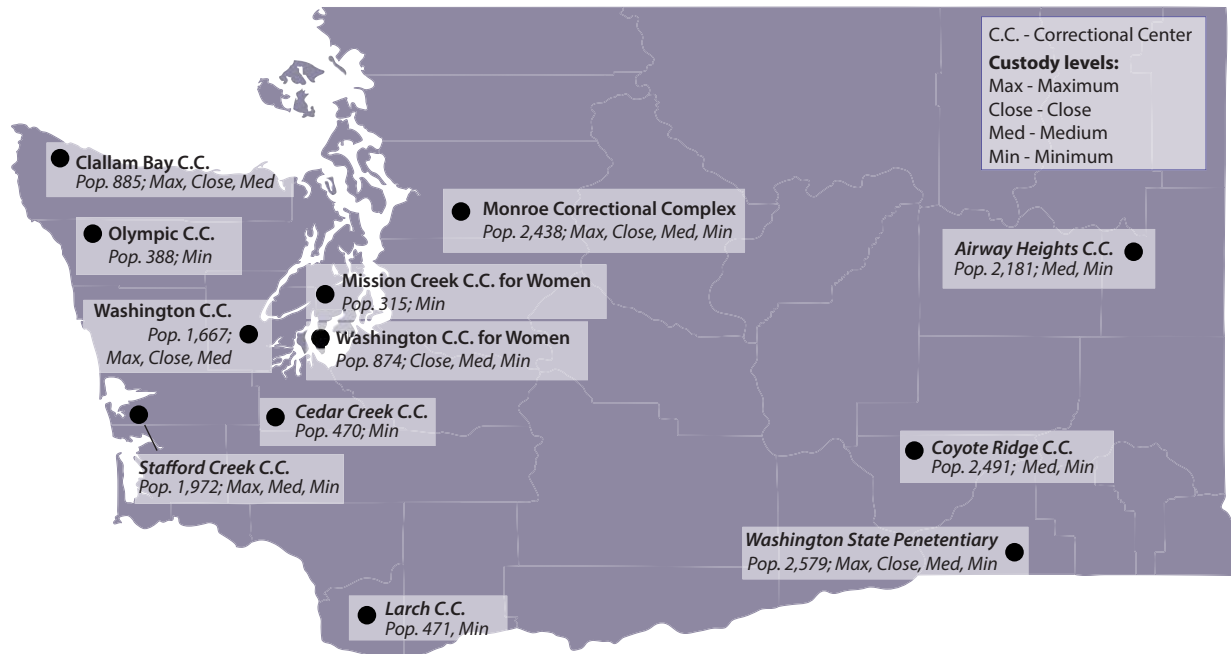 C.C. - Correctional Center
Custody levels:
Max - Maximum
Close - Close
Med - Medium
Min - Minimum
Clallam Bay C.C.
Pop. 885; Max, Close, Med
Olympic C.C.
Pop. 388; Min
Monroe Correctional Complex
Pop. 2,438; Max, Close, Med, Min
Airway Heights C.C.
Pop. 2,181; Med, Min
Mission Creek C.C. for Women
Pop. 315; Min
Washington C.C.
Pop. 1,667;
Max, Close, Med
Washington C.C. for Women
Pop. 874; Close, Med, Min
Cedar Creek C.C.
Pop. 470; Min
Stafford Creek C.C.
Pop. 1,972; Max, Med, Min
Coyote Ridge C.C.
Pop. 2,491; Med, Min
Washington State Penetentiary
Pop. 2,579; Max, Close, Med, Min
Larch C.C.
Pop. 471, Min